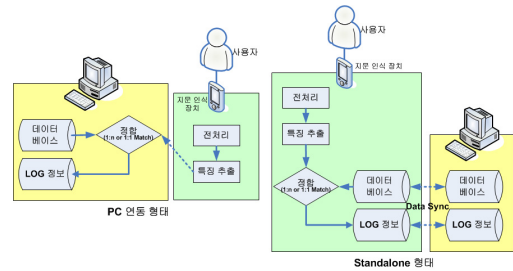 사용자
지문 인식
장치
전처리
특징 추출
데이터
베이스
정합
(1:n or 1:1 Match)
LOG 정보
PC 연동 형태
사용자
지문 인식 장치
전처리
특징 추출
정합
(1:n or 1:1 Match)
데이터
베이스
LOG 정보
Data Sync
데이터
베이스
LOG 정보
Standalone 형태